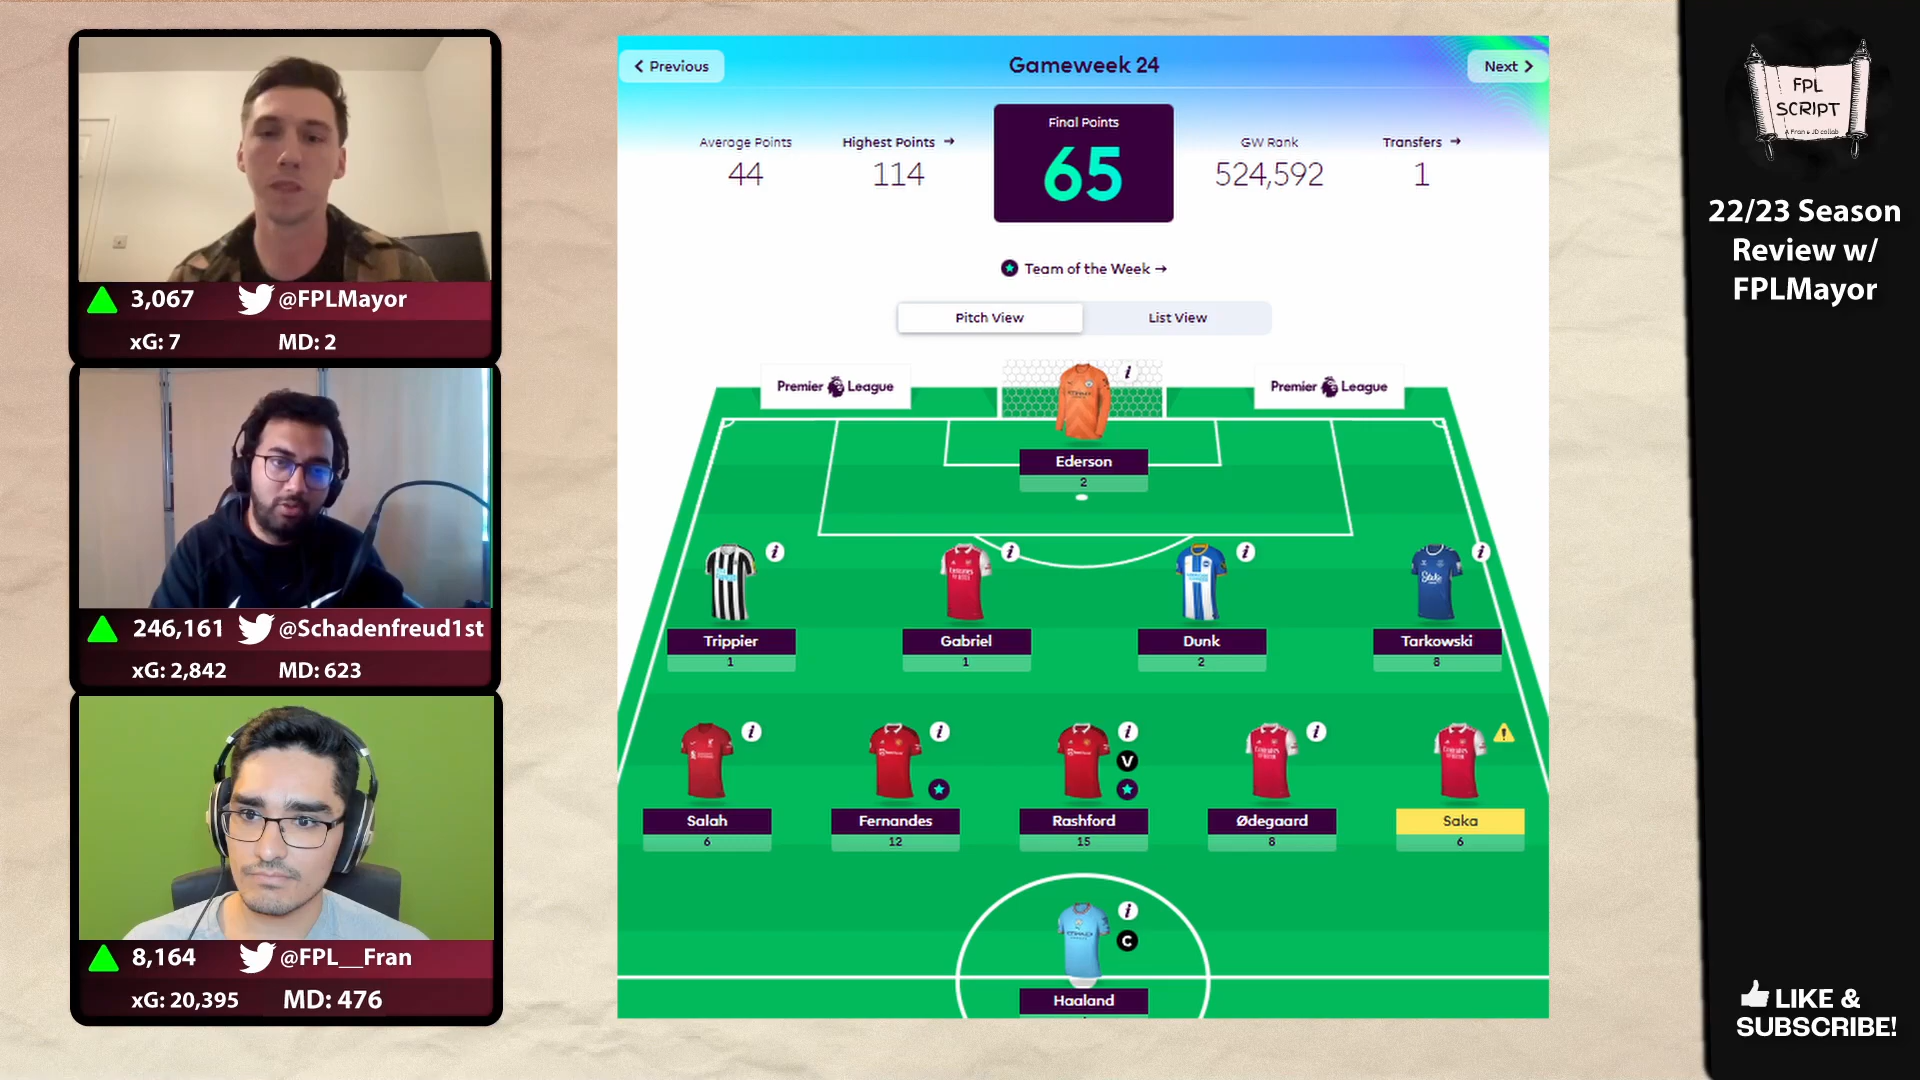 3,067
@FPLMayor
xG: 7
MD: 2
246,161
@Schadenfreud1st
xG: 2,842
MD: 623
8,164
@FPL__Fran
xG: 20,395
MD: 476
Previous
Gameweek 24
Next
Average Points
44
Highest Points →
114
Final Points
65
GW Rank
524,592
Transfers →
1
Team of the Week →
Pitch View
List View
Premier League
Premier League
i
Ederson
2
i
i
i
i
Trippier
1
Gabriel
1
Dunk
2
Tarkowski
8
i
i
i
V
i
Salah
6
Fernandes
12
Rashford
15
Ødegaard
8
Saka
6
i
C
Haaland
FPL
SCRIPT
A Fran & JD collab
22/23 Season
Review w/
FPLMayor
LIKE &
SUBSCRIBE!